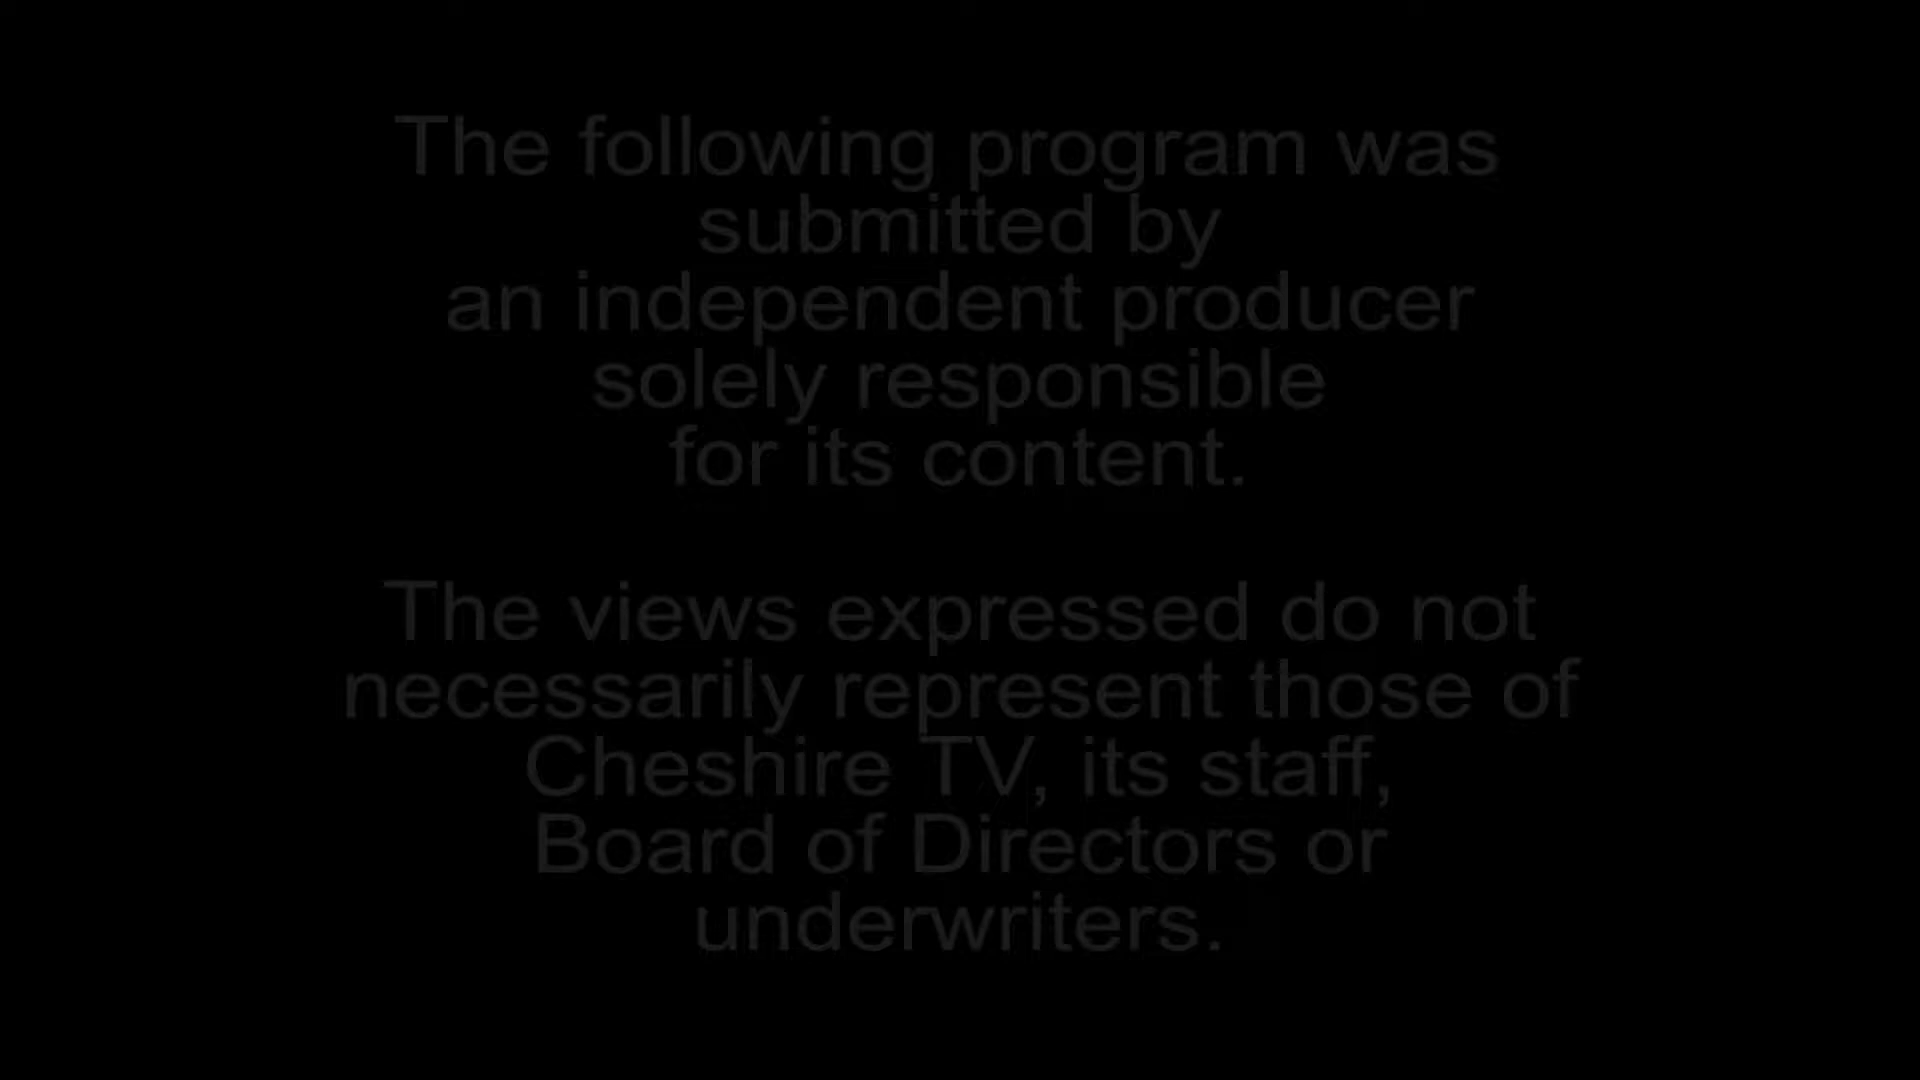 The following program was
submitted by
an independent producer
solely responsible
for its content.
The views expressed do not
necessarily represent those of
Cheshire TV, its staff,
Board of Directors or
underwriters.